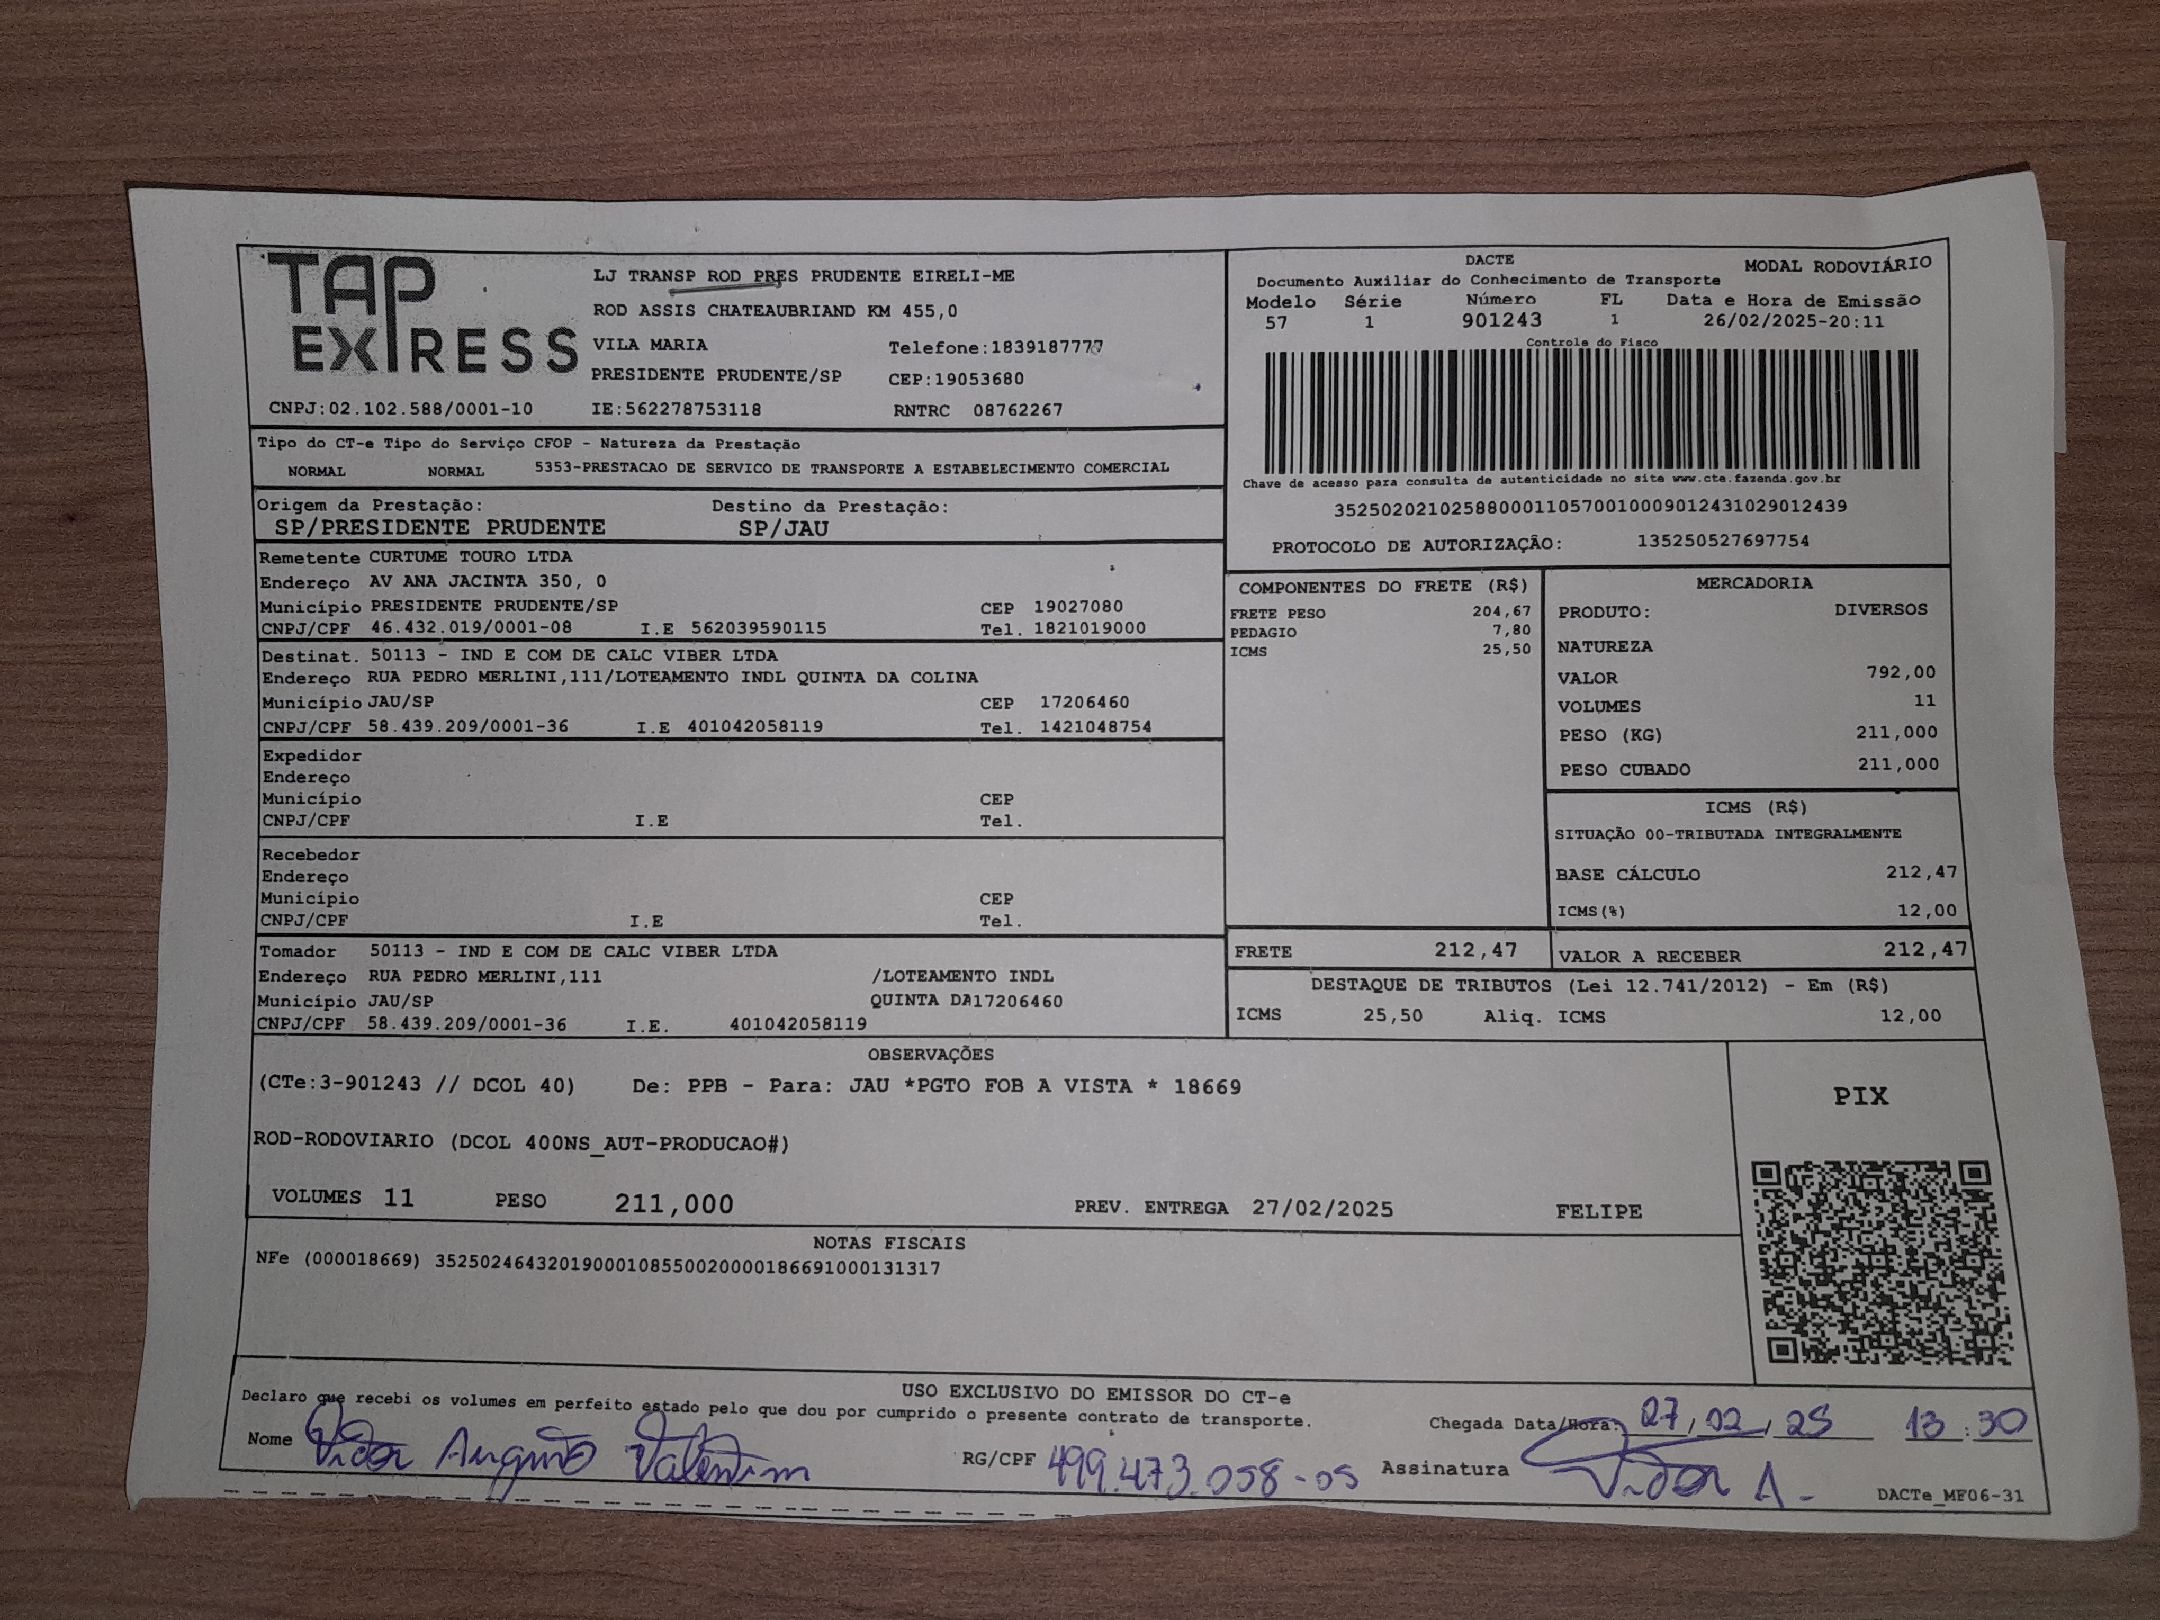 TAP EXPRESS
LJ TRANSP ROD PRES PRUDENTE EIRELI-ME
ROD ASSIS CHATEAUBRIAND KM 455,0
VILA MARIA Telefone:1839187777
PRESIDENTE PRUDENTE/SP CEP:19053680
CNPJ:02.102.588/0001-10 IE:562278753118 RNTRC 08762267
DACTE
Documento Auxiliar do Conhecimento de Transporte MODAL RODOVIÁRIO
Modelo Série Número FL Data e Hora de Emissão
57 1 901243 1 26/02/2025-20:11
Controle do Fisco
Chave de acesso para consulta de autenticidade no site www.cte.fazenda.gov.br
35250202102588000110570010009012431029012439
PROTOCOLO DE AUTORIZAÇÃO: 135250527697754
Tipo do CT-e Tipo do Serviço CFOP - Natureza da Prestação
NORMAL NORMAL 5353-PRESTACAO DE SERVICO DE TRANSPORTE A ESTABELECIMENTO COMERCIAL
Origem da Prestação: Destino da Prestação:
SP/PRESIDENTE PRUDENTE SP/JAU
Remetente CURTUME TOURO LTDA
Endereço AV ANA JACINTA 350, 0
Município PRESIDENTE PRUDENTE/SP CEP 19027080
CNPJ/CPF 46.432.019/0001-08 I.E 562039590115 Tel. 1821019000
Destinat. 50113 - IND E COM DE CALC VIBER LTDA
Endereço RUA PEDRO MERLINI,111/LOTEAMENTO INDL QUINTA DA COLINA
Município JAU/SP CEP 17206460
CNPJ/CPF 58.439.209/0001-36 I.E 401042058119 Tel. 1421048754
Expedidor
Endereço
Município CEP
CNPJ/CPF I.E Tel.
Recebedor
Endereço
Município CEP
CNPJ/CPF I.E Tel.
Tomador 50113 - IND E COM DE CALC VIBER LTDA
Endereço RUA PEDRO MERLINI,111 /LOTEAMENTO INDL
Município JAU/SP QUINTA DA17206460
CNPJ/CPF 58.439.209/0001-36 I.E. 401042058119
COMPONENTES DO FRETE (R$)
FRETE PESO 204,67
PEDAGIO 7,80
ICMS 25,50
MERCADORIA
PRODUTO: DIVERSOS
NATUREZA
VALOR 792,00
VOLUMES 11
PESO (KG) 211,000
PESO CUBADO 211,000
ICMS (R$)
SITUAÇÃO 00-TRIBUTADA INTEGRALMENTE
BASE CÁLCULO 212,47
ICMS(%) 12,00
FRETE 212,47 VALOR A RECEBER 212,47
DESTAQUE DE TRIBUTOS (Lei 12.741/2012) - Em (R$)
ICMS 25,50 Aliq. ICMS 12,00
OBSERVAÇÕES
(CTe:3-901243 // DCOL 40) De: PPB - Para: JAU *PGTO FOB A VISTA * 18669
ROD-RODOVIARIO (DCOL 400NS_AUT-PRODUCAO#)
VOLUMES 11 PESO 211,000 PREV. ENTREGA 27/02/2025 FELIPE
PIX
NOTAS FISCAIS
NFe (000018669) 35250246432019000108550020000186691000131317
USO EXCLUSIVO DO EMISSOR DO CT-e
Declaro que recebi os volumes em perfeito estado pelo que dou por cumprido o presente contrato de transporte.
Chegada Data/Hora: 27/02/25 13:30
Nome Valentim RG/CPF 499.473.058-05 Assinatura
DACTe_MF06-31